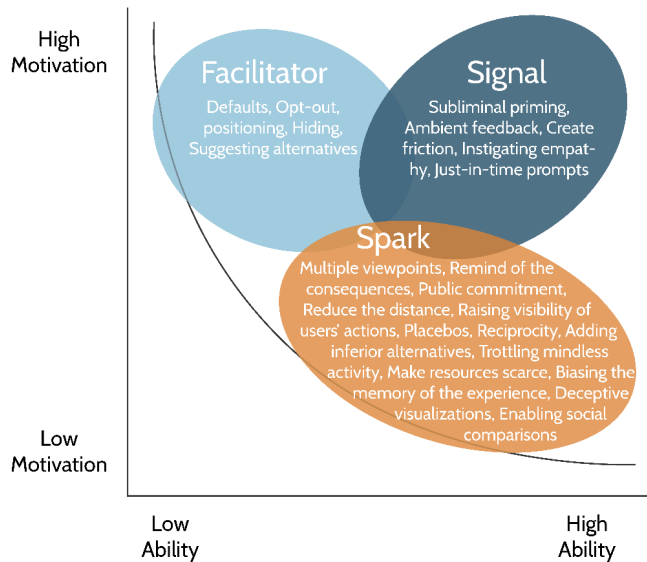 High
Motivation
Facilitator
Defaults, Opt-out,
positioning, Hiding,
Suggesting alternatives
Signal
Subliminal priming,
Ambient feedback, Create
friction, Instigating empat-
hy, Just-in-time prompts
Spark
Multiple viewpoints, Remind of the
consequences, Public commitment,
Reduce the distance, Raising visibility of
users' actions, Placebos, Reciprocity, Adding
inferior alternatives, Trottling mindless
activity, Make resources scarce, Biasing the
memory of the experience, Deceptive
visualizations, Enabling social
comparisons
Low
Motivation
Low
Ability
High
Ability